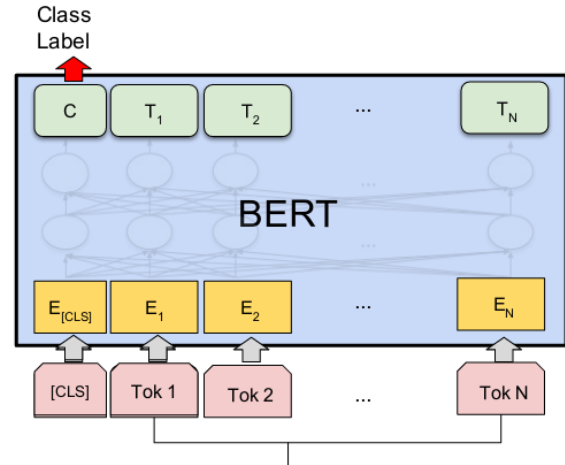 Class
Label
C T1 T2 ... TN
...
BERT
...
E[CLS] E1 E2 ... EN
[CLS] Tok 1 Tok 2 ... Tok N